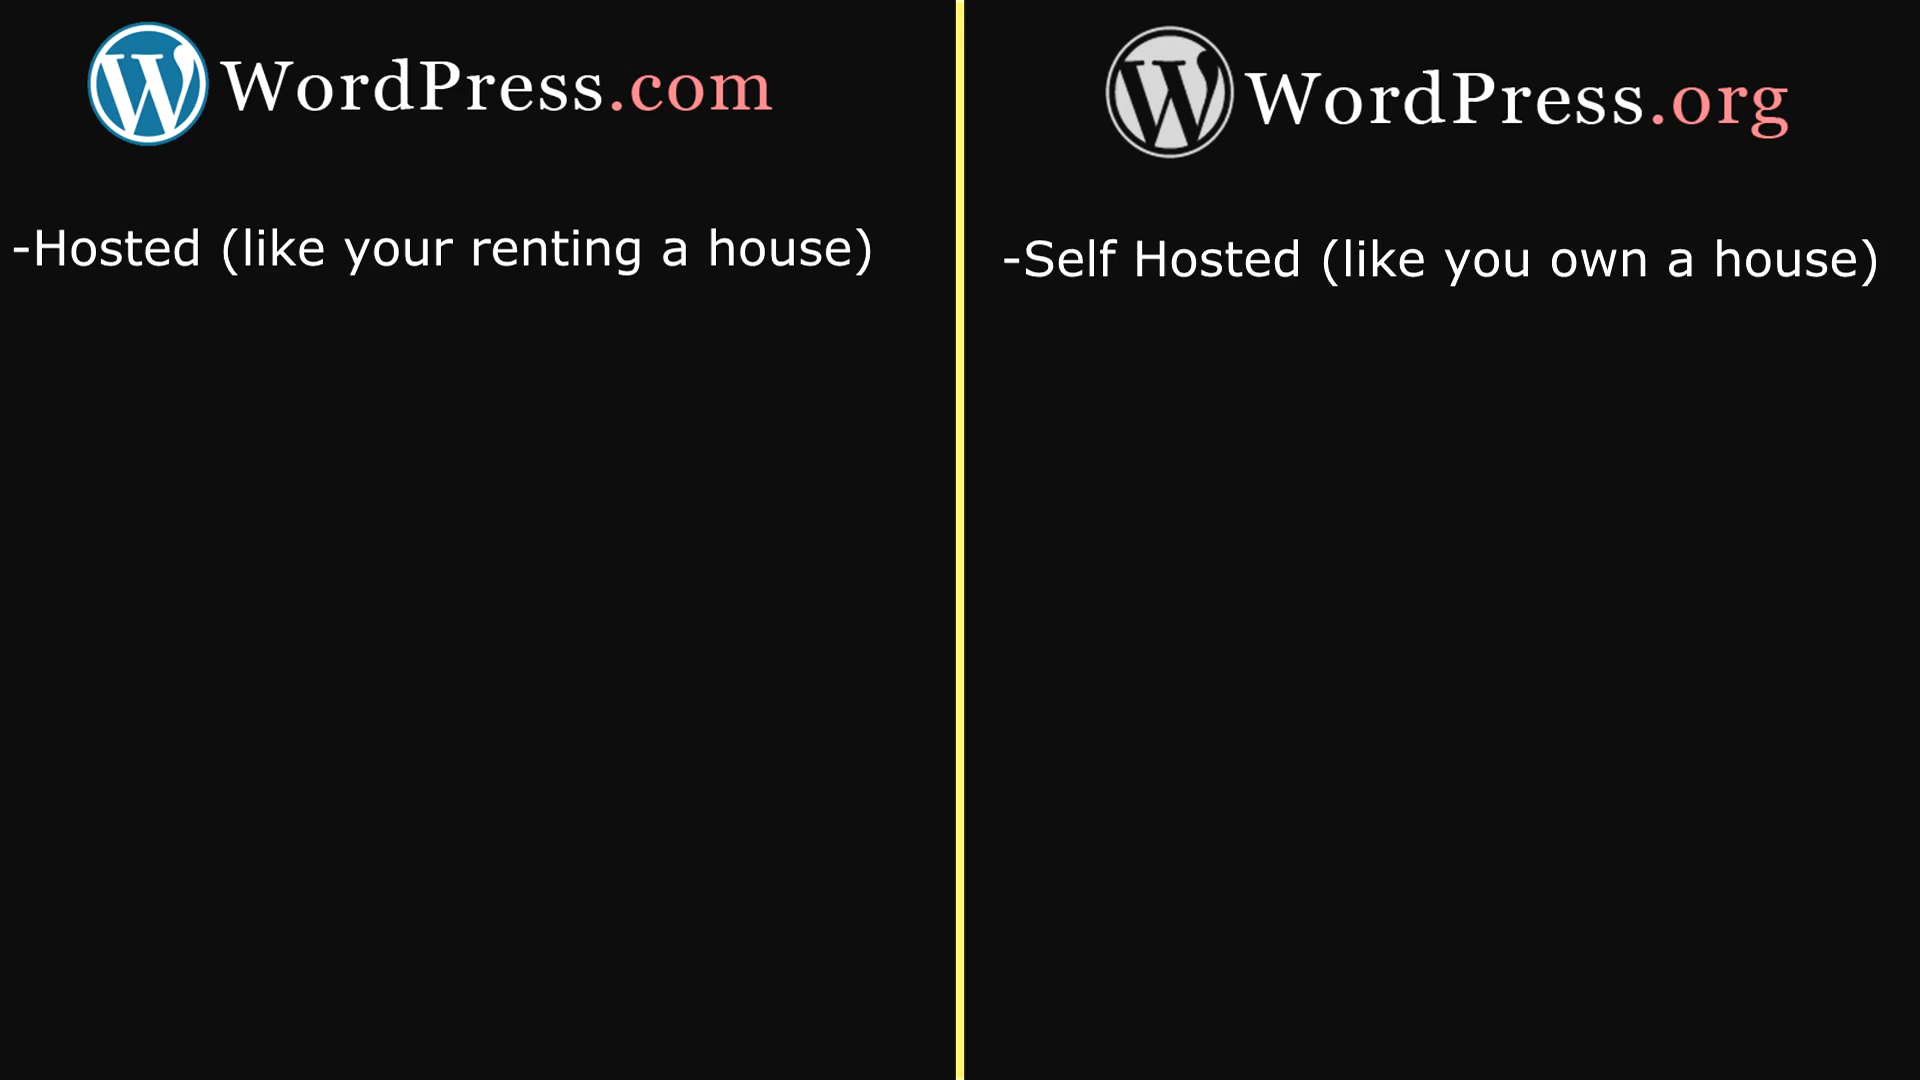 WordPress.com
-Hosted (like your renting a house)
WordPress.org
-Self Hosted (like you own a house)